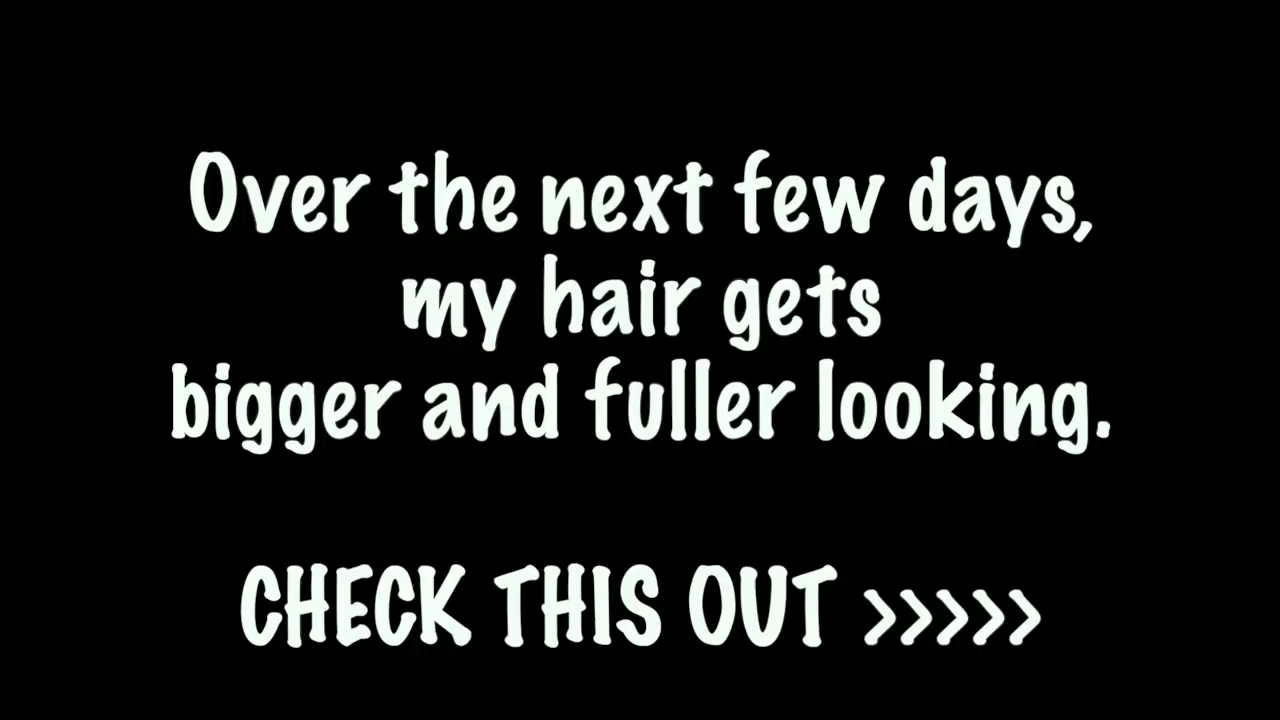 Over the next few days,
my hair gets
bigger and fuller looking.
CHECK THIS OUT >>>>>